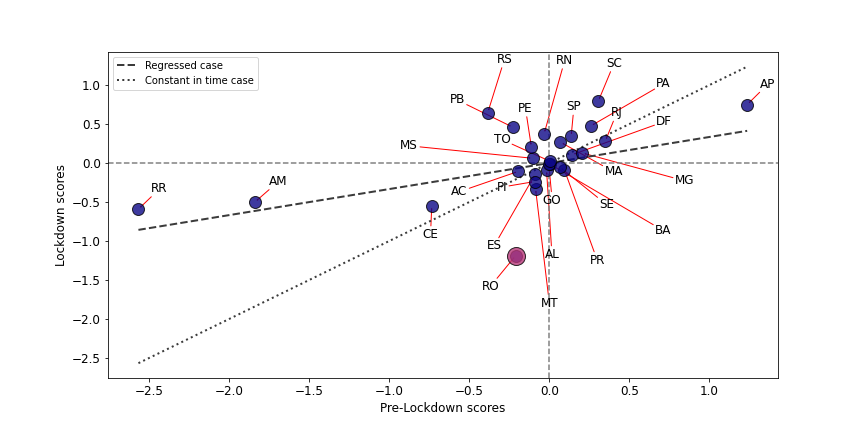 Regressed case
Constant in time case
RS
RN
SC
PA
AP
PB
PE
SP
RJ
DF
MS
TO
MA
MG
RR
AM
AC
PI
GO
SE
CE
ES
AL
PR
BA
RO
MT
1.0
0.5
0.0
−0.5
−1.0
−1.5
−2.0
−2.5
Lockdown scores
−2.5 −2.0 −1.5 −1.0 −0.5 0.0 0.5 1.0
Pre-Lockdown scores